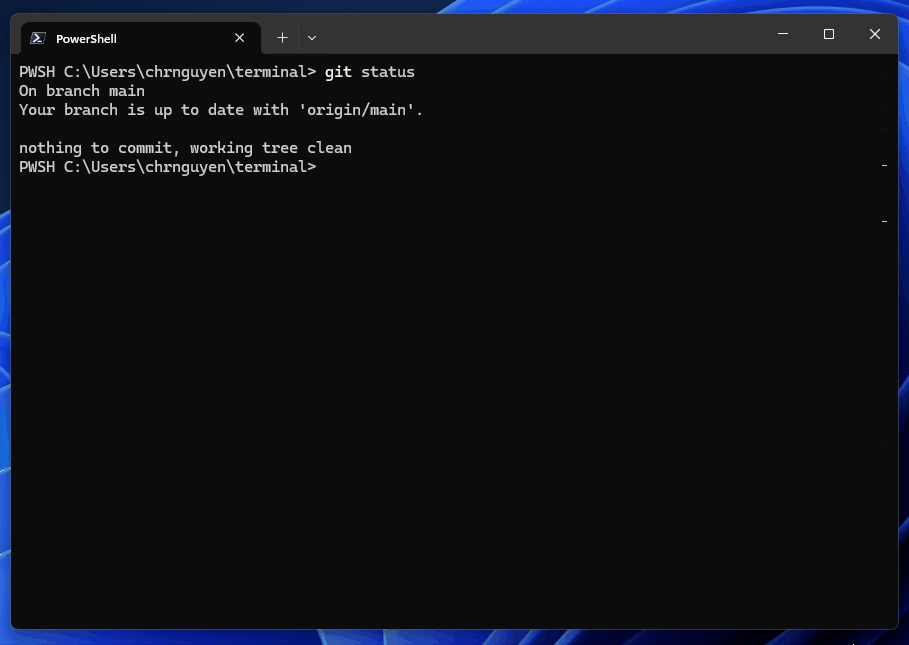 PowerShell
PWSH C:\Users\chrnguyen\terminal> git status
On branch main
Your branch is up to date with 'origin/main'.
nothing to commit, working tree clean
PWSH C:\Users\chrnguyen\terminal>